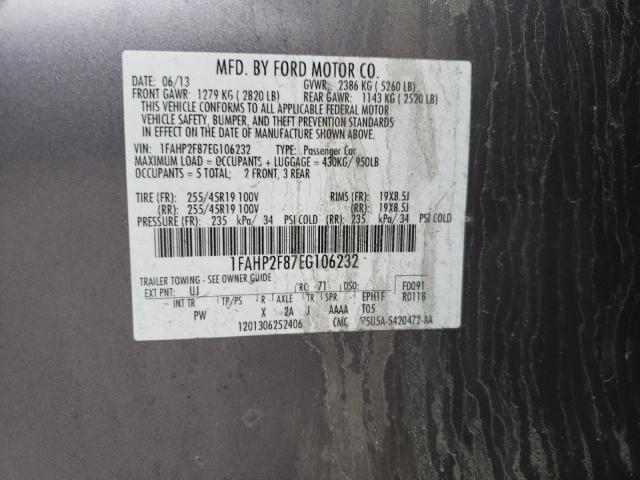 MFD. BY FORD MOTOR CO.
DATE: 06/13 GVWR: 2386 KG (5260 LB)
FRONT GAWR: 1279 KG (2820 LB) REAR GAWR: 1143 KG (2520 LB)
THIS VEHICLE CONFORMS TO ALL APPLICABLE FEDERAL MOTOR
VEHICLE SAFETY, BUMPER, AND THEFT PREVENTION STANDARDS
IN EFFECT ON THE DATE OF MANUFACTURE SHOWN ABOVE.
VIN: 1FAHP2F87EG106232 TYPE: Passenger Car
MAXIMUM LOAD = OCCUPANTS + LUGGAGE = 430KG/950LB
OCCUPANTS = 5 TOTAL; 2 FRONT, 3 REAR
TIRE (FR): 255/45R19 100V RIMS (FR): 19X8.5J
(RR): 255/45R19 100V (RR): 19X8.5J
PRESSURE (FR): 235 kPa/ 34 PSI COLD (RR): 235 kPa/ 34 PSI COLD
1FAHP2F87EG106232
TRAILER TOWING - SEE OWNER GUIDE
EXT PNT: UJ RC: 71 DSO: F0091
INT TR TP/PS R AXLE TR SPR EPH1F R0118
PW X 2A J AAAA T05
1201306252406 CMC 5U5A-5420472-AA